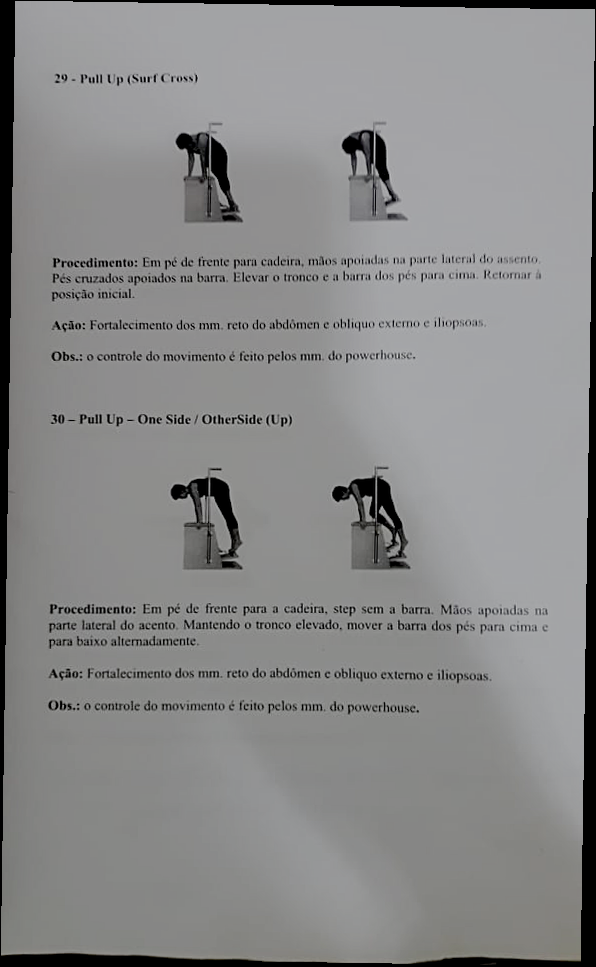 29 - Pull Up (Surf Cross)
Procedimento: Em pé de frente para cadeira, mãos apoiadas na parte lateral do assento.
Pés cruzados apoiados na barra. Elevar o tronco e a barra dos pés para cima. Retornar à
posição inicial.
Ação: Fortalecimento dos mm. reto do abdômen e obliquo externo e iliopsoas.
Obs.: o controle do movimento é feito pelos mm. do powerhouse.
30 – Pull Up – One Side / OtherSide (Up)
Procedimento: Em pé de frente para a cadeira, step sem a barra. Mãos apoiadas na
parte lateral do acento. Mantendo o tronco elevado, mover a barra dos pés para cima e
para baixo alternadamente.
Ação: Fortalecimento dos mm. reto do abdômen e obliquo externo e iliopsoas.
Obs.: o controle do movimento é feito pelos mm. do powerhouse.